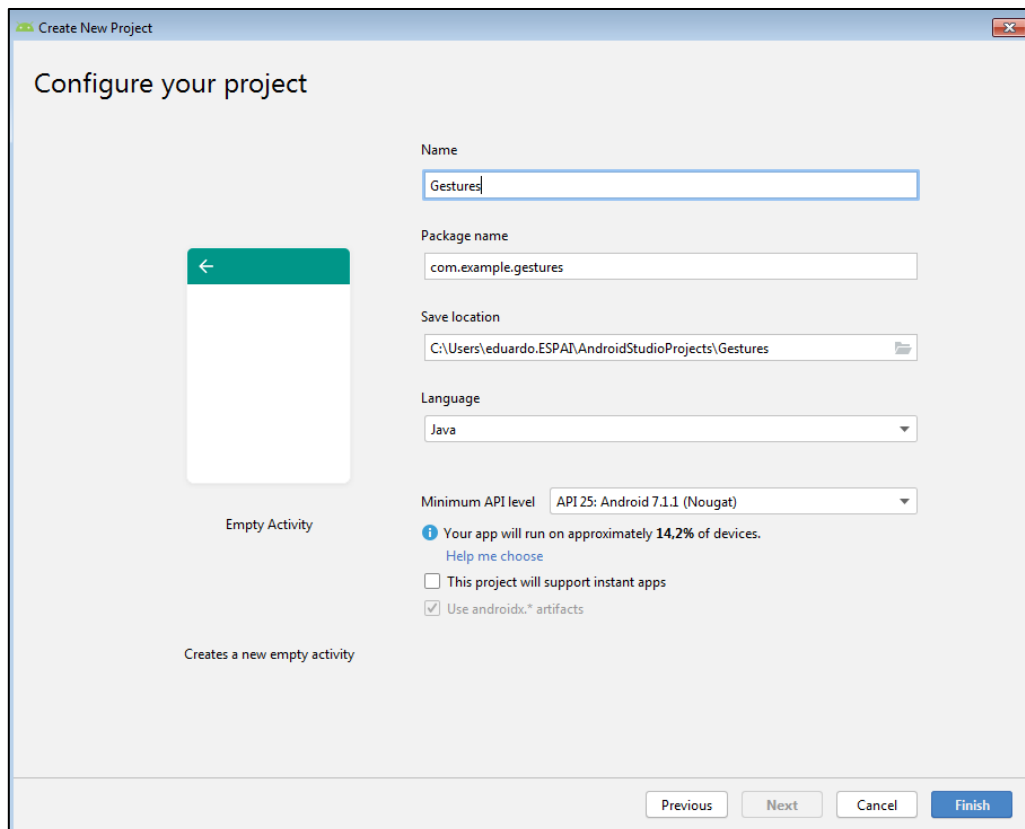 Create New Project
Configure your project
Name
Gestures
Package name
com.example.gestures
Save location
C:\Users\eduardo.ESPAI\AndroidStudioProjects\Gestures
Language
Java
Minimum API level API 25: Android 7.1.1 (Nougat)
Empty Activity
Your app will run on approximately 14,2% of devices.
Help me choose
This project will support instant apps
Use androidx.* artifacts
Creates a new empty activity
Previous Next Cancel Finish